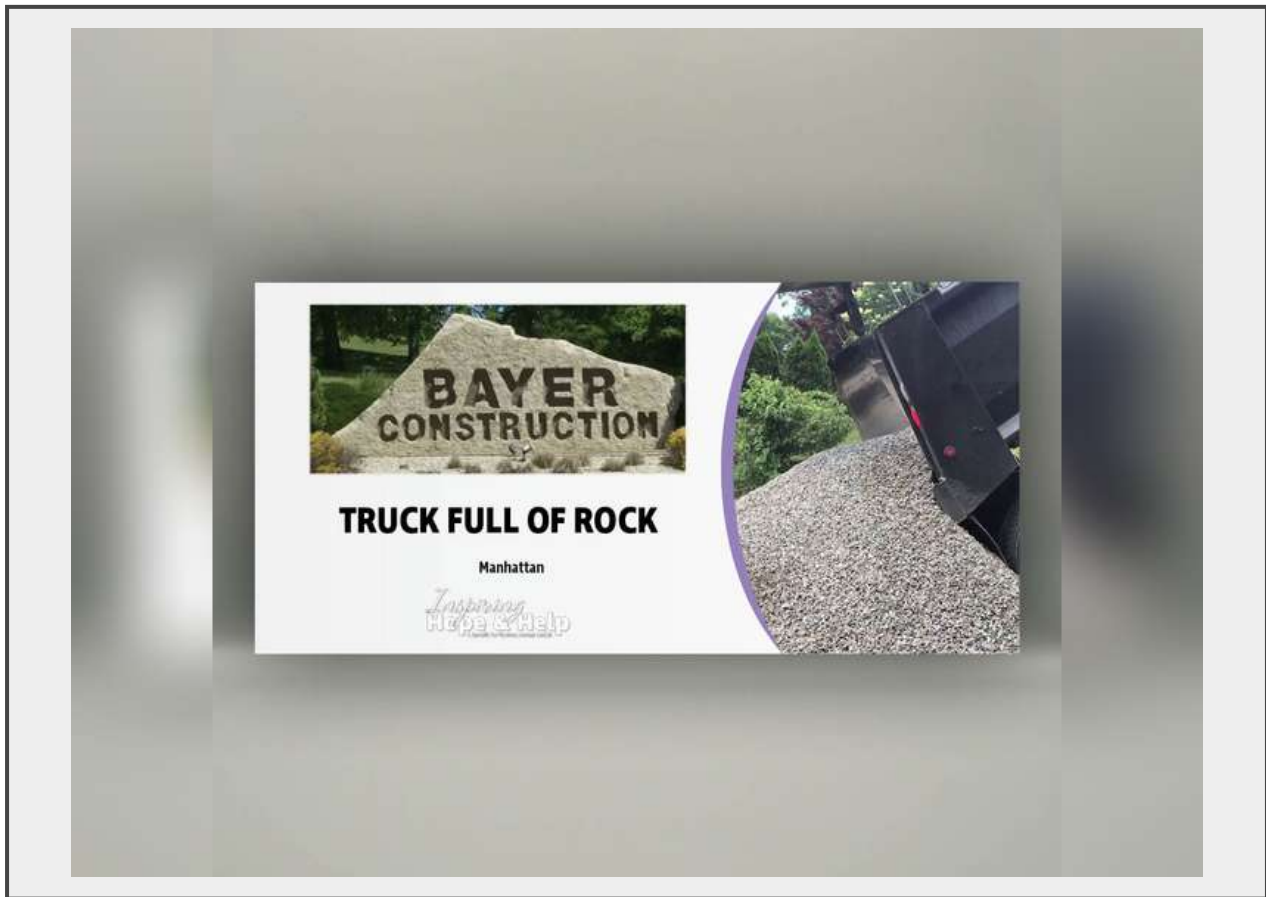 BAYER
CONSTRUCTION
TRUCK FULL OF ROCK
Manhattan
Inspiring
Hope & Help